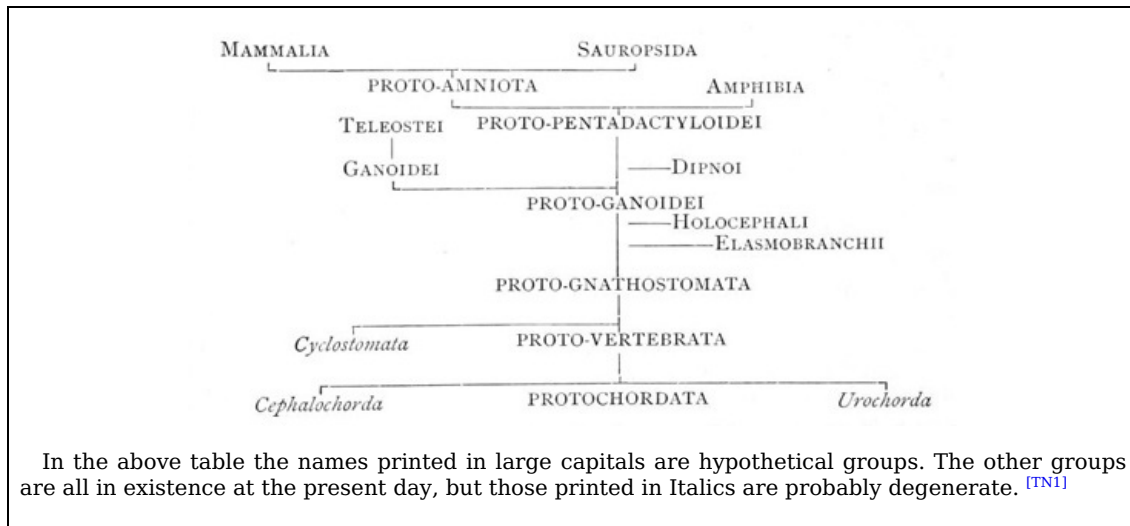 MAMMALIA SAUROPSIDA
PROTO-AMNIOTA AMPHIBIA
TELEOSTEI PROTO-PENTADACTYLOIDEI
GANOIDEI DIPNOI
PROTO-GANOIDEI
HOLOCEPHALI
ELASMOBRANCHII
PROTO-GNATHOSTOMATA
Cyclostomata PROTO-VERTEBRATA
Cephalochorda PROTOCHORDATA Urochorda
In the above table the names printed in large capitals are hypothetical groups. The other groups
are all in existence at the present day, but those printed in Italics are probably degenerate. [TN1]